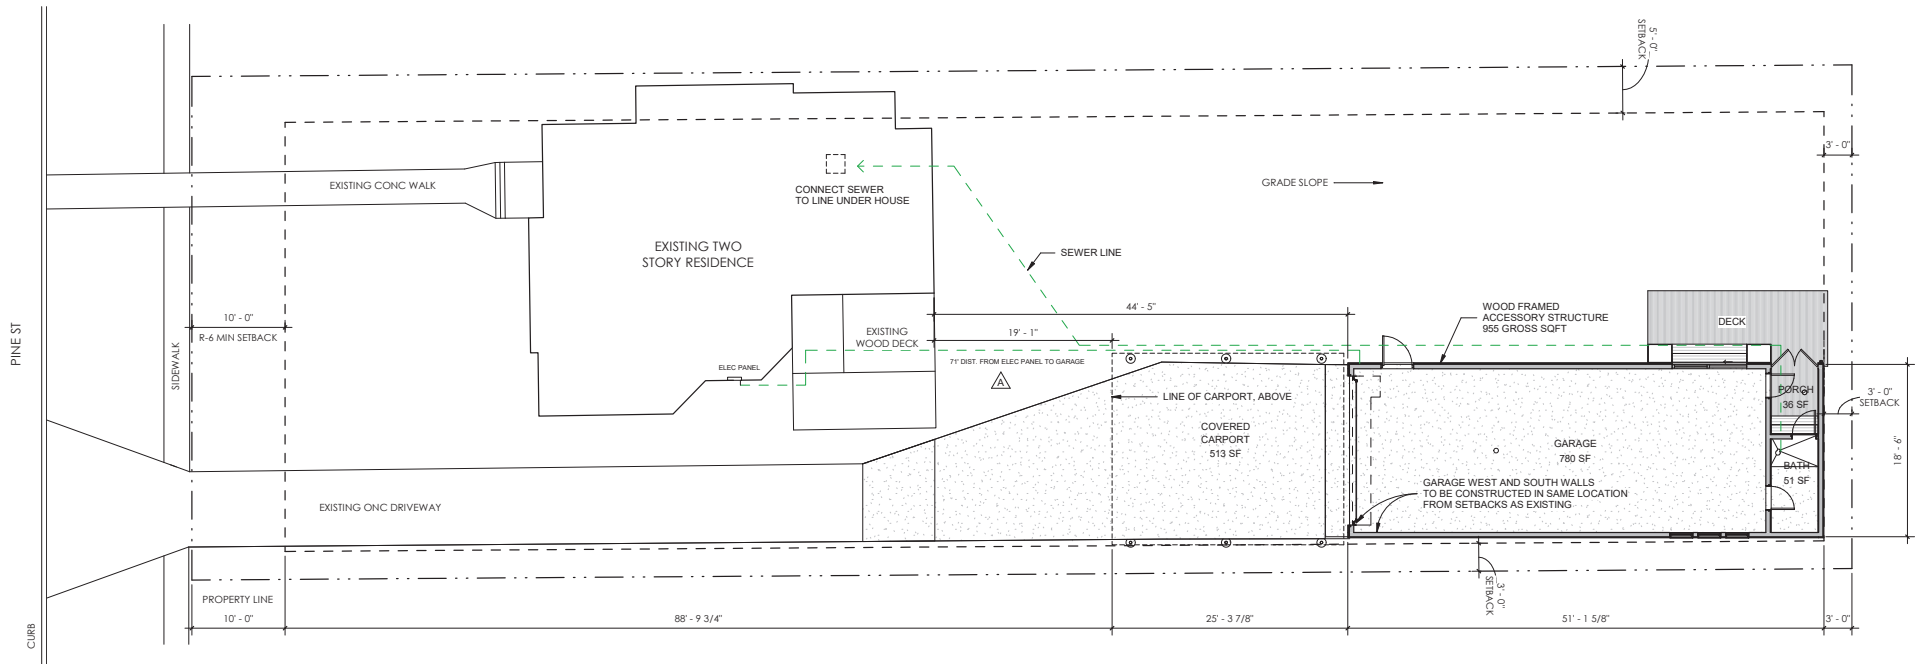 5' - 0"
SETBACK
3' - 0"
EXISTING CONC WALK
CONNECT SEWER
TO LINE UNDER HOUSE
GRADE SLOPE
EXISTING TWO
STORY RESIDENCE
SEWER LINE
PINE ST
SIDEWALK
10' - 0"
R-6 MIN SETBACK
44' - 5"
19' - 1"
EXISTING
WOOD DECK
WOOD FRAMED
ACCESSORY STRUCTURE
955 GROSS SQFT
DECK
ELEC PANEL
71' DIST. FROM ELEC PANEL TO GARAGE
A
LINE OF CARPORT, ABOVE
PORCH
36 SF
3' - 0"
SETBACK
COVERED
CARPORT
513 SF
GARAGE
780 SF
18' - 9"
BATH
51 SF
GARAGE WEST AND SOUTH WALLS
TO BE CONSTRUCTED IN SAME LOCATION
FROM SETBACKS AS EXISTING
EXISTING ONC DRIVEWAY
3' - 0"
SETBACK
PROPERTY LINE
10' - 0"
88' - 9 3/4"
25' - 3 7/8"
51' - 1 5/8"
3' - 0"
CURB